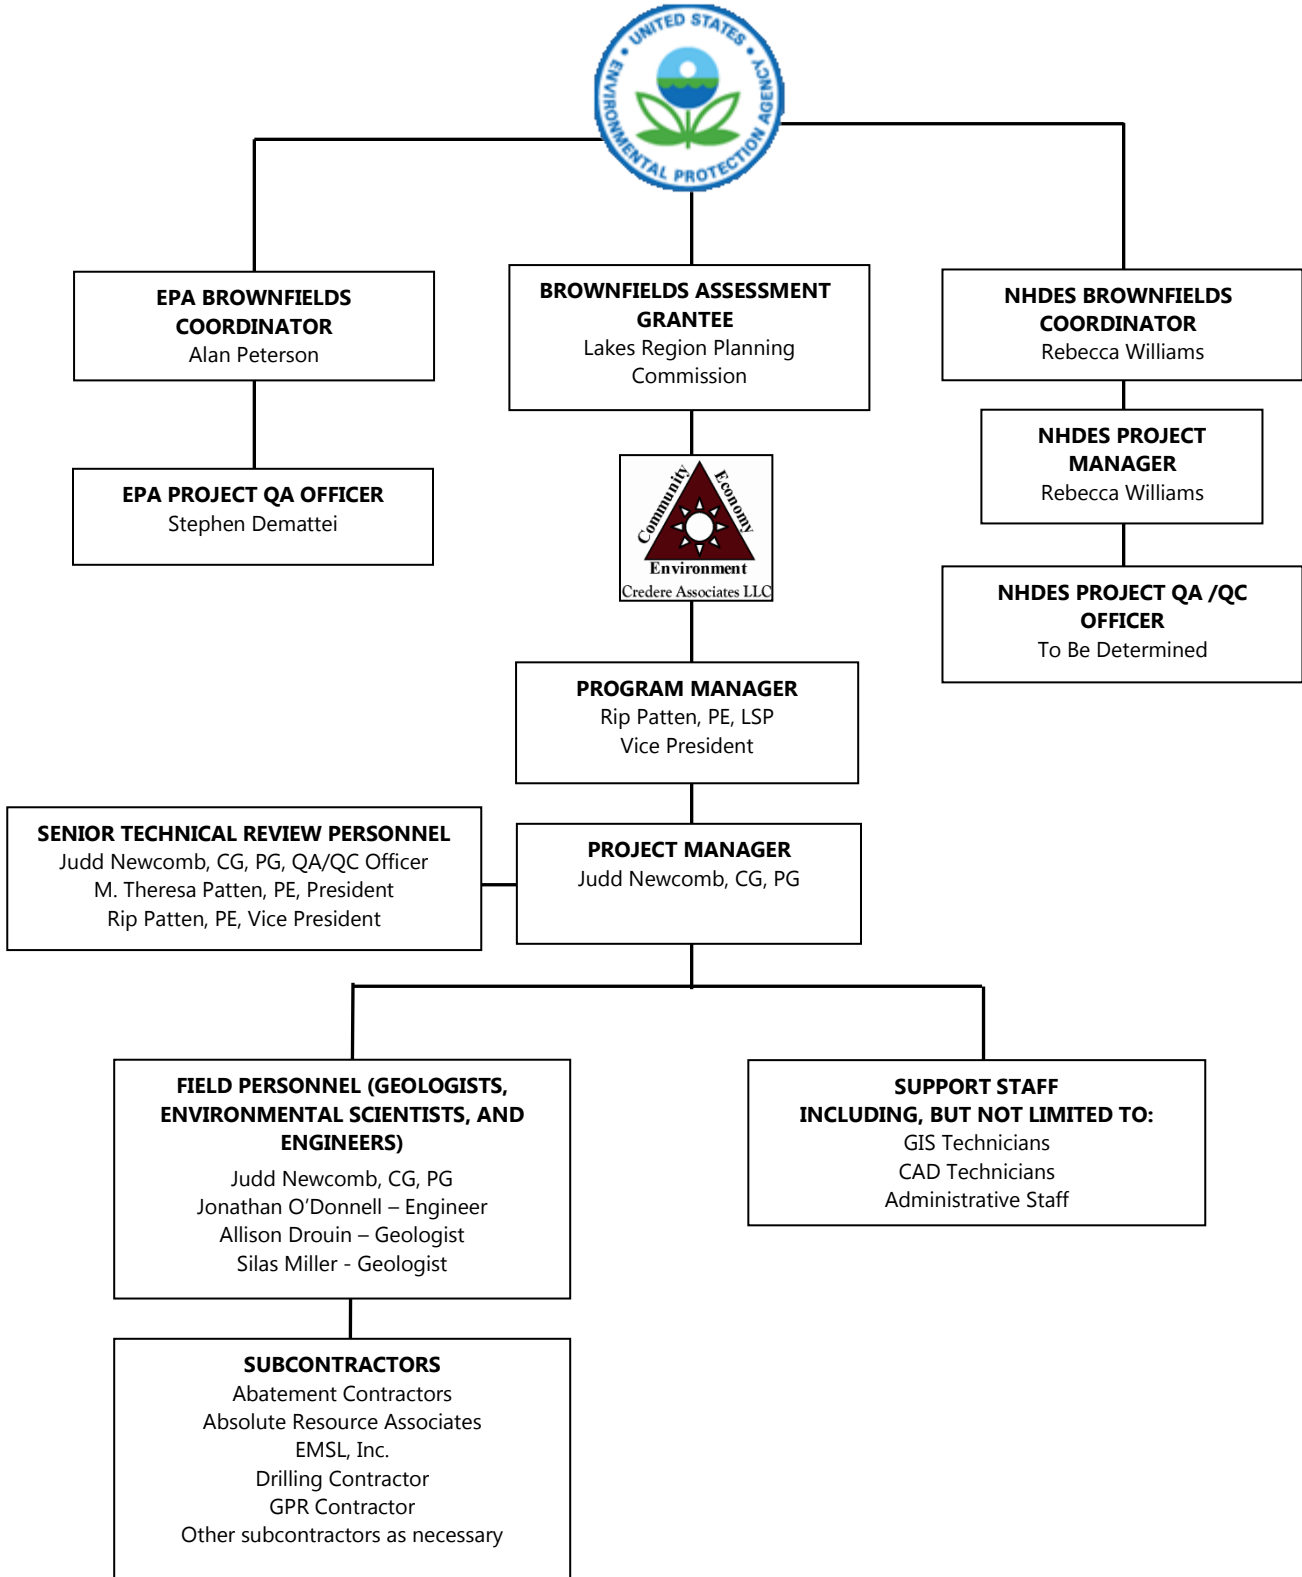 UNITED STATES • ENVIRONMENTAL PROTECTION AGENCY •
EPA BROWNFIELDS
COORDINATOR
Alan Peterson
BROWNFIELDS ASSESSMENT
GRANTEE
Lakes Region Planning
Commission
NHDES BROWNFIELDS
COORDINATOR
Rebecca Williams
EPA PROJECT QA OFFICER
Stephen Demattei
NHDES PROJECT
MANAGER
Rebecca Williams
Community
Economy
Environment
Credere Associates LLC
NHDES PROJECT QA /QC
OFFICER
To Be Determined
PROGRAM MANAGER
Rip Patten, PE, LSP
Vice President
SENIOR TECHNICAL REVIEW PERSONNEL
Judd Newcomb, CG, PG, QA/QC Officer
M. Theresa Patten, PE, President
Rip Patten, PE, Vice President
PROJECT MANAGER
Judd Newcomb, CG, PG
FIELD PERSONNEL (GEOLOGISTS,
ENVIRONMENTAL SCIENTISTS, AND
ENGINEERS)
Judd Newcomb, CG, PG
Jonathan O’Donnell – Engineer
Allison Drouin – Geologist
Silas Miller - Geologist
SUPPORT STAFF
INCLUDING, BUT NOT LIMITED TO:
GIS Technicians
CAD Technicians
Administrative Staff
SUBCONTRACTORS
Abatement Contractors
Absolute Resource Associates
EMSL, Inc.
Drilling Contractor
GPR Contractor
Other subcontractors as necessary